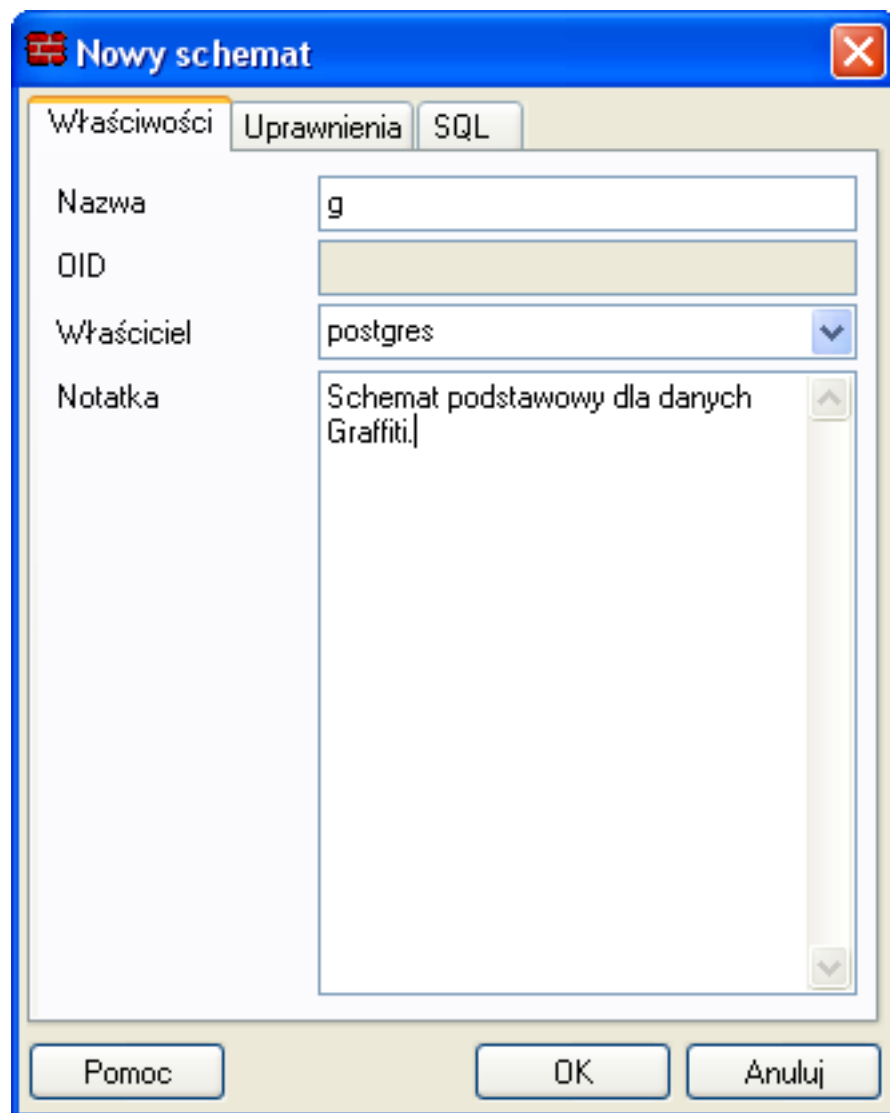 Nowy schemat
Właściwości Uprawnienia SQL
Nazwa g
OID
Właściciel postgres
Notatka Schemat podstawowy dla danych
Graffiti.
Pomoc OK Anuluj